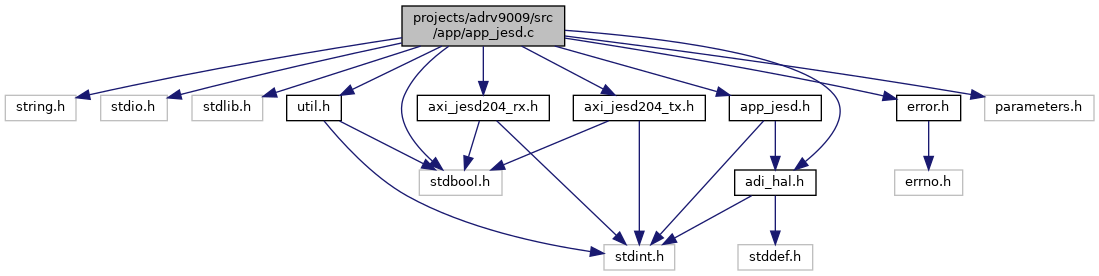 projects/adrv9009/src
/app/app_jesd.c
string.h
stdio.h
stdlib.h
util.h
axi_jesd204_rx.h
axi_jesd204_tx.h
app_jesd.h
error.h
parameters.h
stdbool.h
adi_hal.h
errno.h
stdint.h
stddef.h